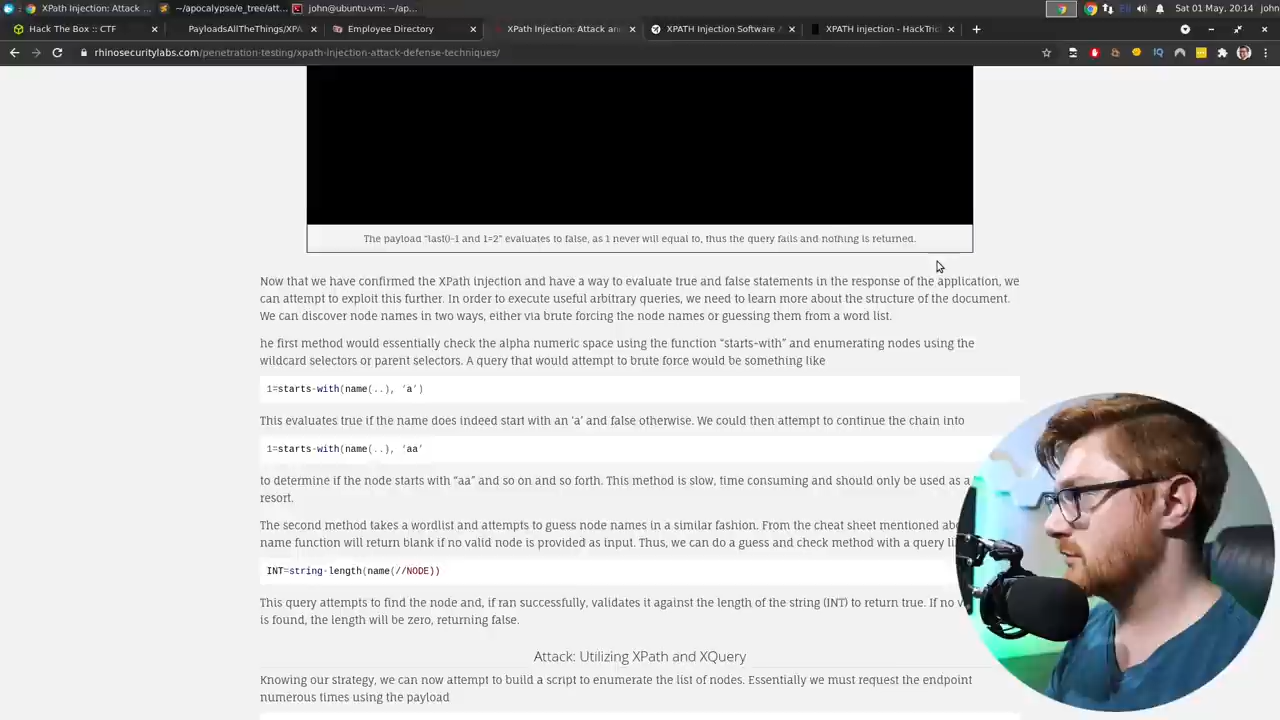 XPath Injection: Attack ...
~/apocalypse/e_tree/att...
john@ubuntu-vm: ~/ap...
Sat 01 May, 20:14 john
Hack The Box :: CTF
PayloadsAllTheThings/XPA
Employee Directory
XPath Injection: Attack an
XPATH Injection Software A
XPATH injection - HackTric
rhinosecuritylabs.com/penetration-testing/xpath-injection-attack-defense-techniques/
The payload "last()-1 and 1=2" evaluates to false, as 1 never will equal to, thus the query fails and nothing is returned.
Now that we have confirmed the XPath injection and have a way to evaluate true and false statements in the response of the application, we
can attempt to exploit this further. In order to execute useful arbitrary queries, we need to learn more about the structure of the document.
We can discover node names in two ways, either via brute forcing the node names or guessing them from a word list.
he first method would essentially check the alpha numeric space using the function “starts-with” and enumerating nodes using the
wildcard selectors or parent selectors. A query that would attempt to brute force would be something like
1=starts-with(name(..), ‘a’)
This evaluates true if the name does indeed start with an ‘a’ and false otherwise. We could then attempt to continue the chain into
1=starts-with(name(..), ‘aa’
to determine if the node starts with “aa” and so on and so forth. This method is slow, time consuming and should only be used as a
resort.
The second method takes a wordlist and attempts to guess node names in a similar fashion. From the cheat sheet mentioned
name function will return blank if no valid node is provided as input. Thus, we can do a guess and check method with a query
INT=string-length(name(//NODE))
This query attempts to find the node and, if ran successfully, validates it against the length of the string (INT) to return true. If no
is found, the length will be zero, returning false.
Attack: Utilizing XPath and XQuery
Knowing our strategy, we can now attempt to build a script to enumerate the list of nodes. Essentially we must request the endpoint
numerous times using the payload